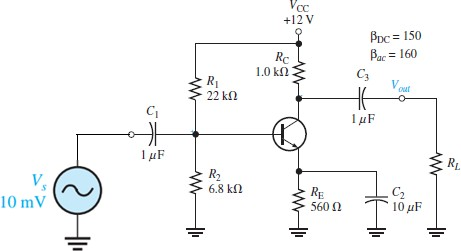 V_CC
+12 V
β_DC = 150
β_ac = 160
R_C
1.0 kΩ
C_3
V_out
1 μF
R_1
22 kΩ
C_1
1 μF
R_2
6.8 kΩ
R_L
V_s
10 mV
R_E
560 Ω
C_2
10 μF